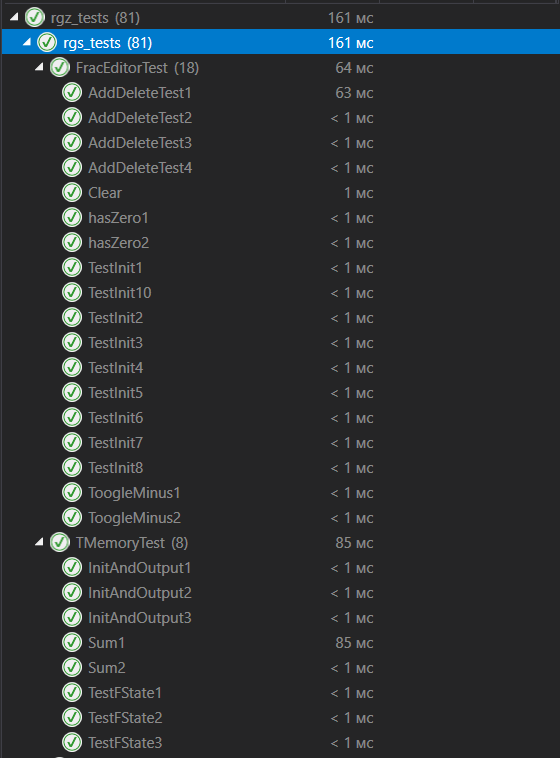 rgz_tests (81) 161 мс
rgs_tests (81) 161 мс
FracEditorTest (18) 64 мс
AddDeleteTest1 63 мс
AddDeleteTest2 < 1 мс
AddDeleteTest3 < 1 мс
AddDeleteTest4 < 1 мс
Clear 1 мс
hasZero1 < 1 мс
hasZero2 < 1 мс
TestInit1 < 1 мс
TestInit10 < 1 мс
TestInit2 < 1 мс
TestInit3 < 1 мс
TestInit4 < 1 мс
TestInit5 < 1 мс
TestInit6 < 1 мс
TestInit7 < 1 мс
TestInit8 < 1 мс
ToogleMinus1 < 1 мс
ToogleMinus2 < 1 мс
TMemoryTest (8) 85 мс
InitAndOutput1 < 1 мс
InitAndOutput2 < 1 мс
InitAndOutput3 < 1 мс
Sum1 85 мс
Sum2 < 1 мс
TestFState1 < 1 мс
TestFState2 < 1 мс
TestFState3 < 1 мс